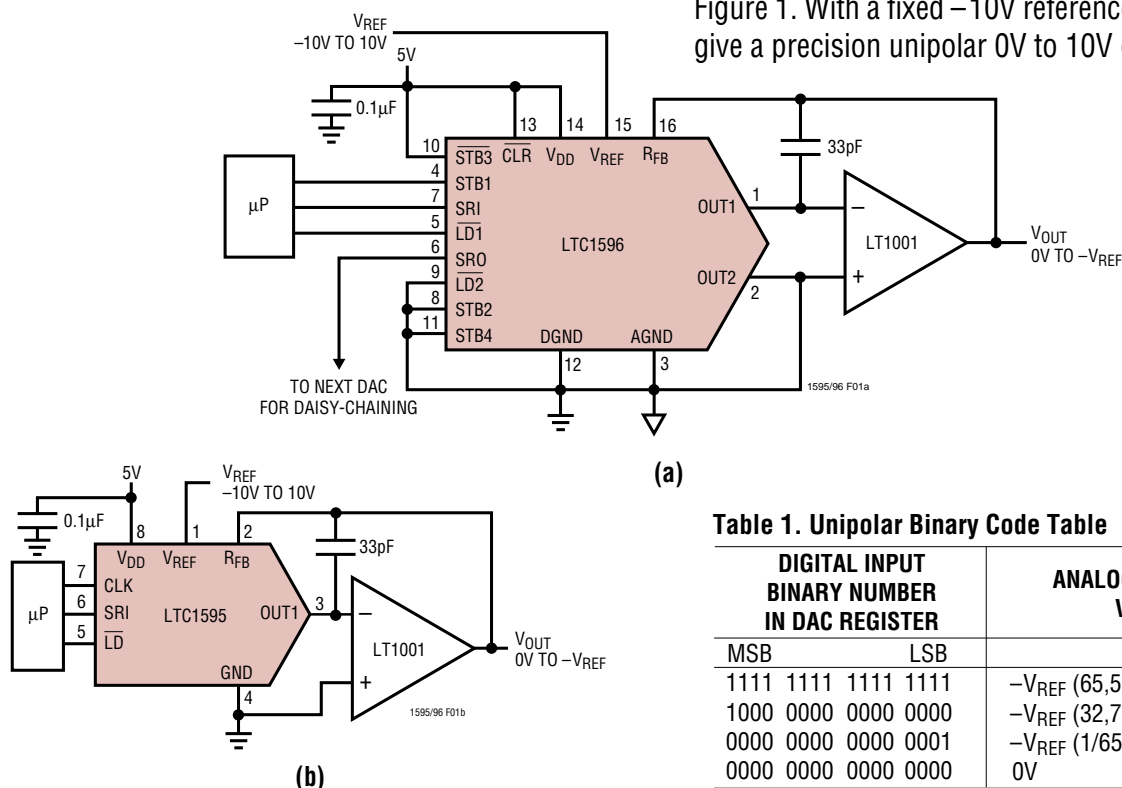 Figure 1. With a fixed –10V reference
give a precision unipolar 0V to 10V
VREF
–10V TO 10V
5V
0.1µF
13 14 15 16
33pF
10 STB3 CLR VDD VREF RFB
4 STB1
7 SRI
5 LD1
6 SRO
9 LD2
8 STB2
11 STB4
µP
LTC1596
OUT1 1
OUT2 2
DGND AGND
12 3
–
LT1001
+
VOUT
0V TO –VREF
TO NEXT DAC
FOR DAISY-CHAINING
1595/96 F01a
(a)
5V
VREF
–10V TO 10V
0.1µF
8 1 2
33pF
VDD VREF RFB
7 CLK
6 SRI
5 LD
µP
LTC1595
OUT1 3
GND
4
–
LT1001
+
VOUT
0V TO –VREF
1595/96 F01b
(b)
Table 1. Unipolar Binary Code Table
DIGITAL INPUT
BINARY NUMBER
IN DAC REGISTER
ANALO
V
MSB LSB
1111 1111 1111 1111 –VREF (65,5
1000 0000 0000 0000 –VREF (32,7
0000 0000 0000 0001 –VREF (1/65
0000 0000 0000 0000 0V